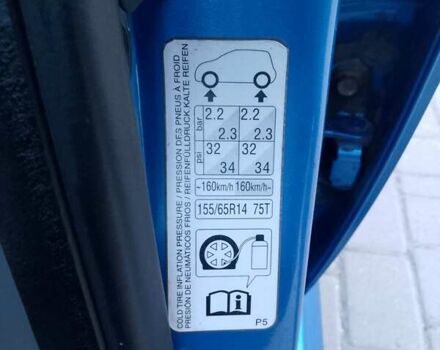 COLD TIRE INFLATION PRESSURE / PRESSION DES PNEUS À FROID
PRESIÓN DE NEUMÁTICOS FRIOS / REIFENFÜLLDRUCK KALTE REIFEN
bar 2.2 2.2
2.3 2.3
psi 32 32
34 34
~160km/h 160km/h~
155/65R14 75T
i
P5